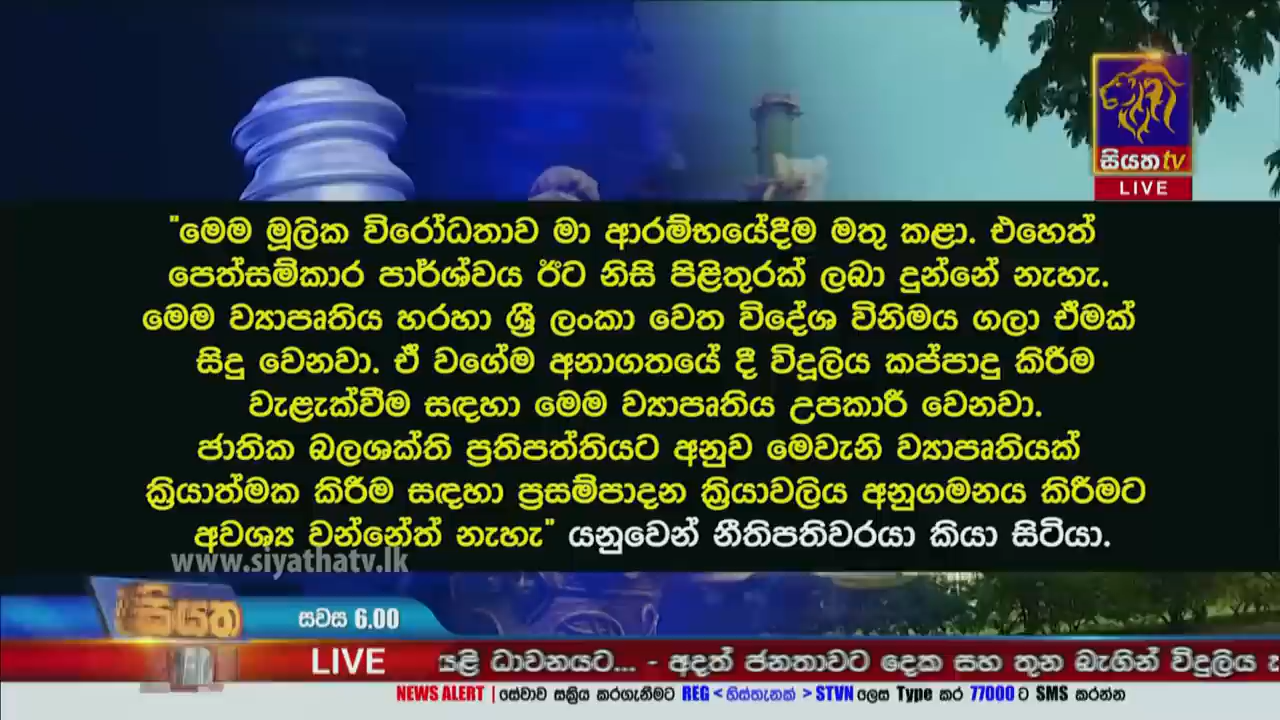 සියත tv
LIVE
"මෙම මූලික විරෝධතාව මා ආරම්භයේදීම මතු කළා. එහෙත්
පෙත්සම්කාර පාර්ශ්වය ඊට නිසි පිළිතුරක් ලබා දුන්නේ නැහැ.
මෙම ව්‍යාපෘතිය හරහා ශ්‍රී ලංකා වෙත විදේශ විනිමය ගලා ඒමක්
සිදු වෙනවා. ඒ වගේම අනාගතයේ දී විදූලිය කප්පාදු කිරීම
වැළැක්වීම සඳහා මෙම ව්‍යාපෘතිය උපකාරී වෙනවා.
ජාතික බලශක්ති ප්‍රතිපත්තියට අනුව මෙවැනි ව්‍යාපෘතියක්
ක්‍රියාත්මක කිරීම සඳහා ප්‍රසම්පාදන ක්‍රියාවලිය අනුගමනය කිරීමට
අවශ්‍ය වන්නේත් නැහැ" යනුවෙන් නීතිපතිවරයා කියා සිටියා.
www.siyathatv.lk
සියත
සවස 6.00
LIVE
යළි ධාවනයට... - අදත් ජනතාවට දෙක සහ තුන බැගින් විදුලිය
NEWS ALERT | සේවාව සක්‍රිය කරගැනීමට REG < හිස්තැනක් > STVN ලෙස Type කර 77000 ට SMS කරන්න